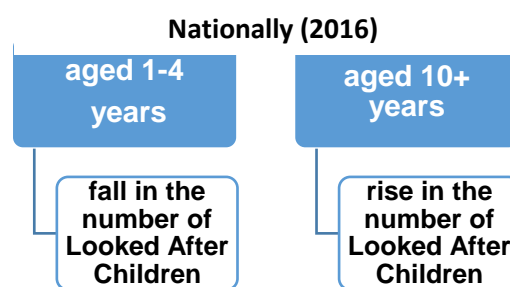 Nationally (2016)
aged 1-4
years
fall in the
number of
Looked After
Children
aged 10+
years
rise in the
number of
Looked After
Children